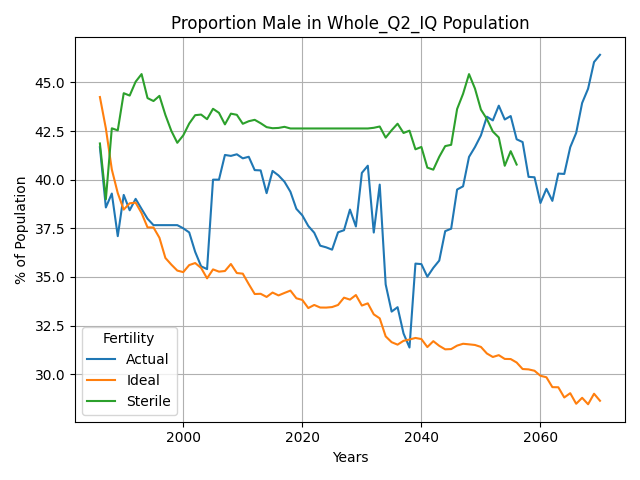 Proportion Male in Whole_Q2_IQ Population
% of Population
45.0
42.5
40.0
37.5
35.0
32.5
30.0
Fertility
Actual
Ideal
Sterile
2000
2020
2040
2060
Years